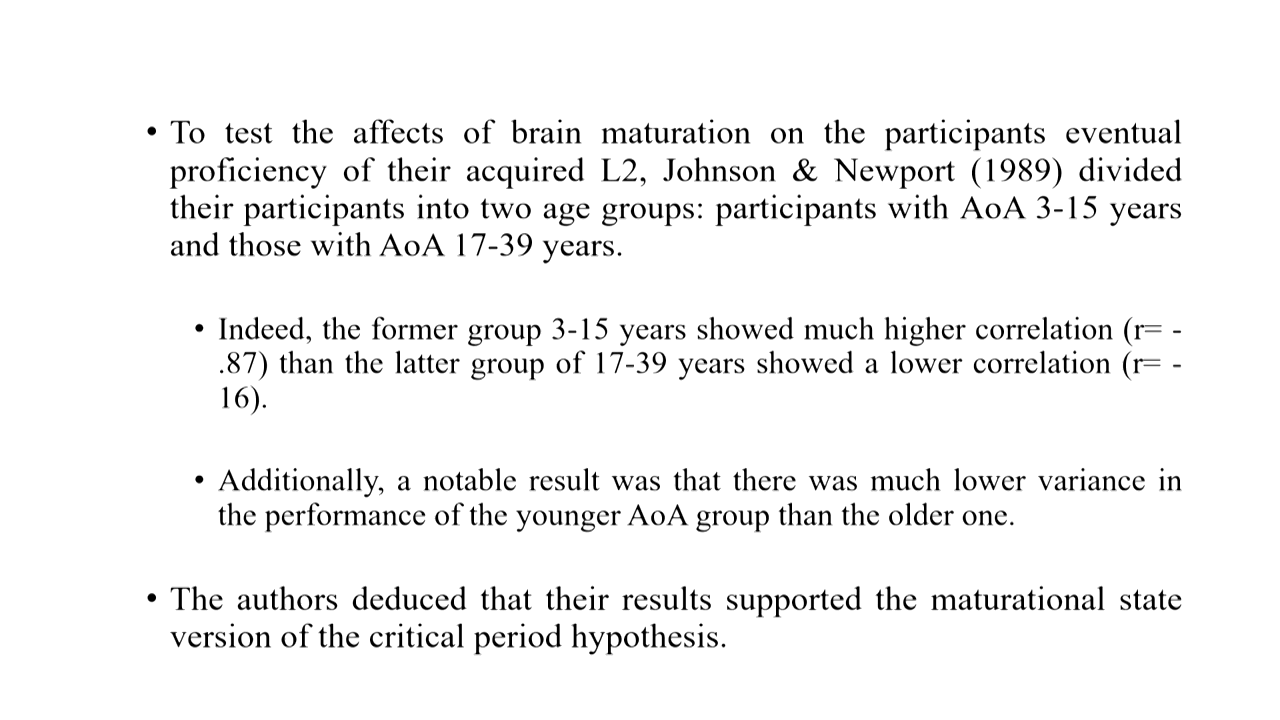 • To test the affects of brain maturation on the participants eventual
proficiency of their acquired L2, Johnson & Newport (1989) divided
their participants into two age groups: participants with AoA 3-15 years
and those with AoA 17-39 years.
• Indeed, the former group 3-15 years showed much higher correlation (r= -
.87) than the latter group of 17-39 years showed a lower correlation (r= -
16).
• Additionally, a notable result was that there was much lower variance in
the performance of the younger AoA group than the older one.
• The authors deduced that their results supported the maturational state
version of the critical period hypothesis.